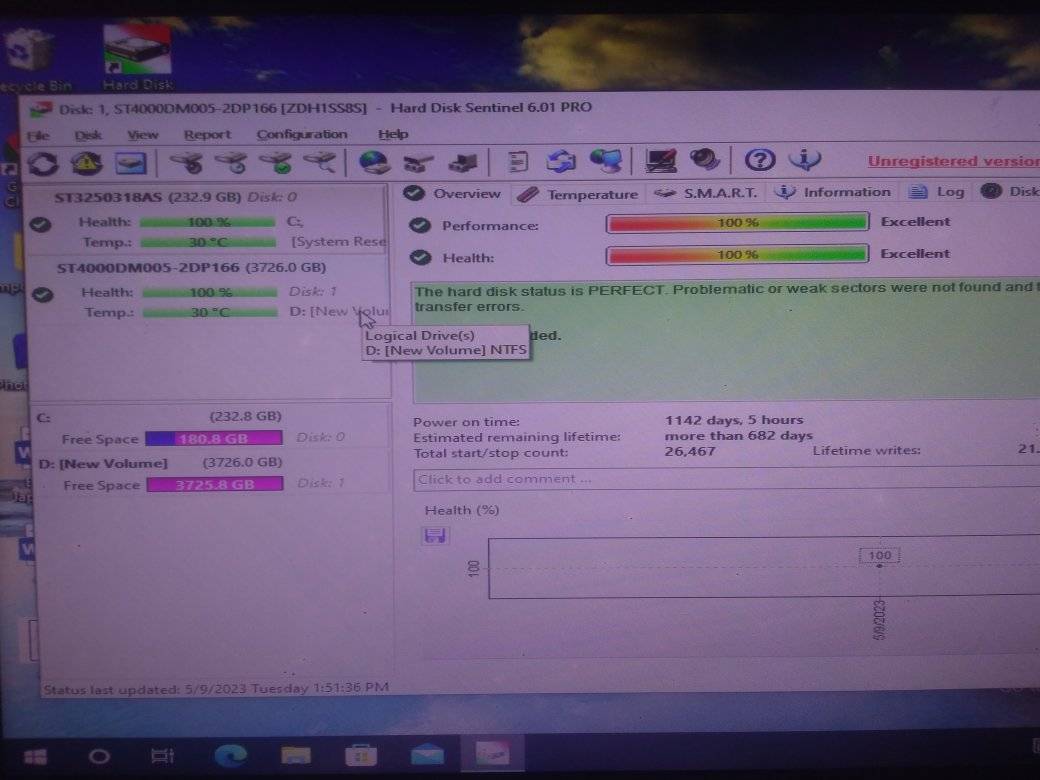 ecycle Bin
Hard Disk
Disk: 1, ST4000DM005-2DP166 [ZDH1SS8S] - Hard Disk Sentinel 6.01 PRO
File Disk View Report Configuration Help
Unregistered version
ST3250318AS (232.9 GB) Disk: 0
Health: 100 % C:,
Temp.: 30 °C [System Rese
ST4000DM005-2DP166 (3726.0 GB)
Health: 100 % Disk: 1
Temp.: 30 °C D: [New Volu
Logical Drive(s)
D: [New Volume] NTFS
C: (232.8 GB)
Free Space 180.8 GB Disk: 0
D: [New Volume] (3726.0 GB)
Free Space 3725.8 GB Disk: 1
Overview Temperature S.M.A.R.T. Information Log Disk
Performance: 100 % Excellent
Health: 100 % Excellent
The hard disk status is PERFECT. Problematic or weak sectors were not found and t
transfer errors.
ded.
Power on time: 1142 days, 5 hours
Estimated remaining lifetime: more than 682 days
Total start/stop count: 26,467 Lifetime writes: 21.
Click to add comment ...
Health (%)
100
100
5/9/2023
Status last updated: 5/9/2023 Tuesday 1:51:36 PM